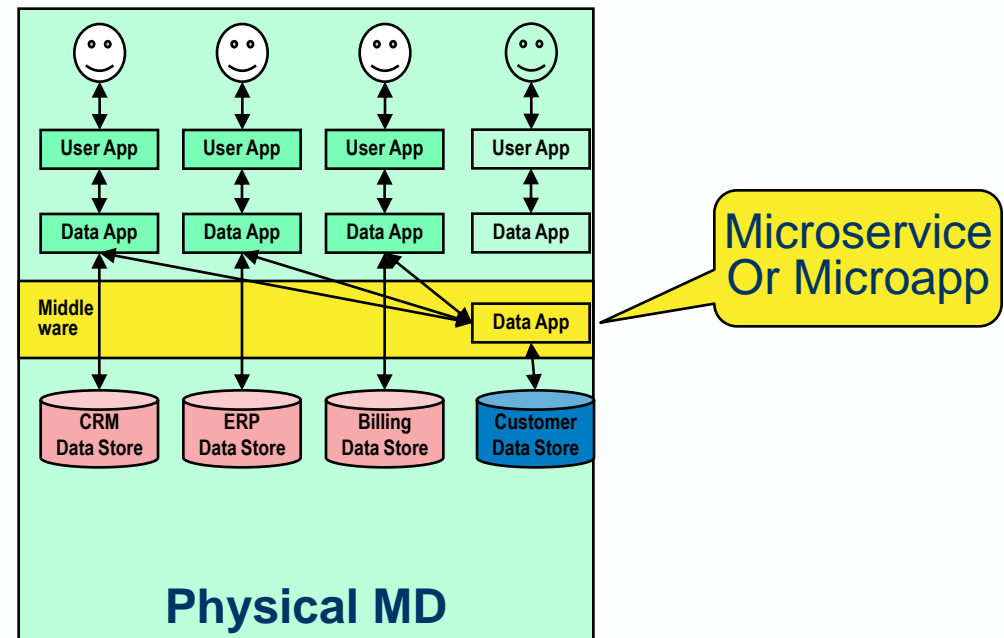 User App
User App
User App
User App
Data App
Data App
Data App
Data App
Microservice
Or Microapp
Middle
ware
Data App
CRM
Data Store
ERP
Data Store
Billing
Data Store
Customer
Data Store
Physical MD